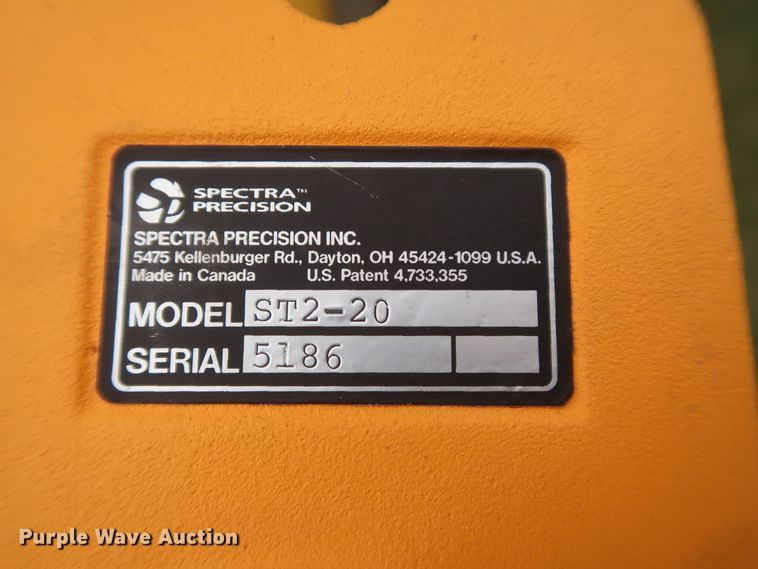 SPECTRA™
PRECISION
SPECTRA PRECISION INC.
5475 Kellenburger Rd., Dayton, OH 45424-1099 U.S.A.
Made in Canada U.S. Patent 4,733,355
MODEL ST2-20
SERIAL 5186
Purple Wave Auction